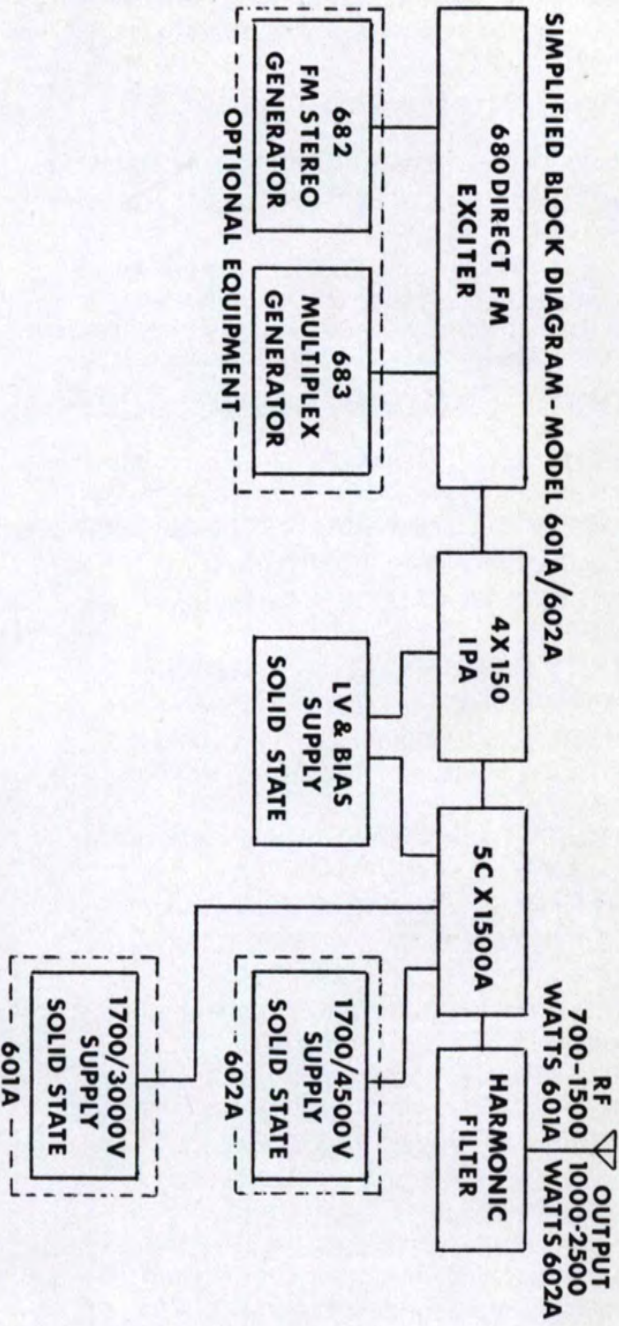 SIMPLIFIED BLOCK DIAGRAM - MODEL 601A/602A
RF OUTPUT
700-1500 1000-2500
WATTS 601A WATTS 602A
680 DIRECT FM
EXCITER
4X150
IPA
5CX1500A
HARMONIC
FILTER
682
FM STEREO
GENERATOR
683
MULTIPLEX
GENERATOR
OPTIONAL EQUIPMENT
LV & BIAS
SUPPLY
SOLID STATE
1700/4500V
SUPPLY
SOLID STATE
602A
1700/3000V
SUPPLY
SOLID STATE
601A